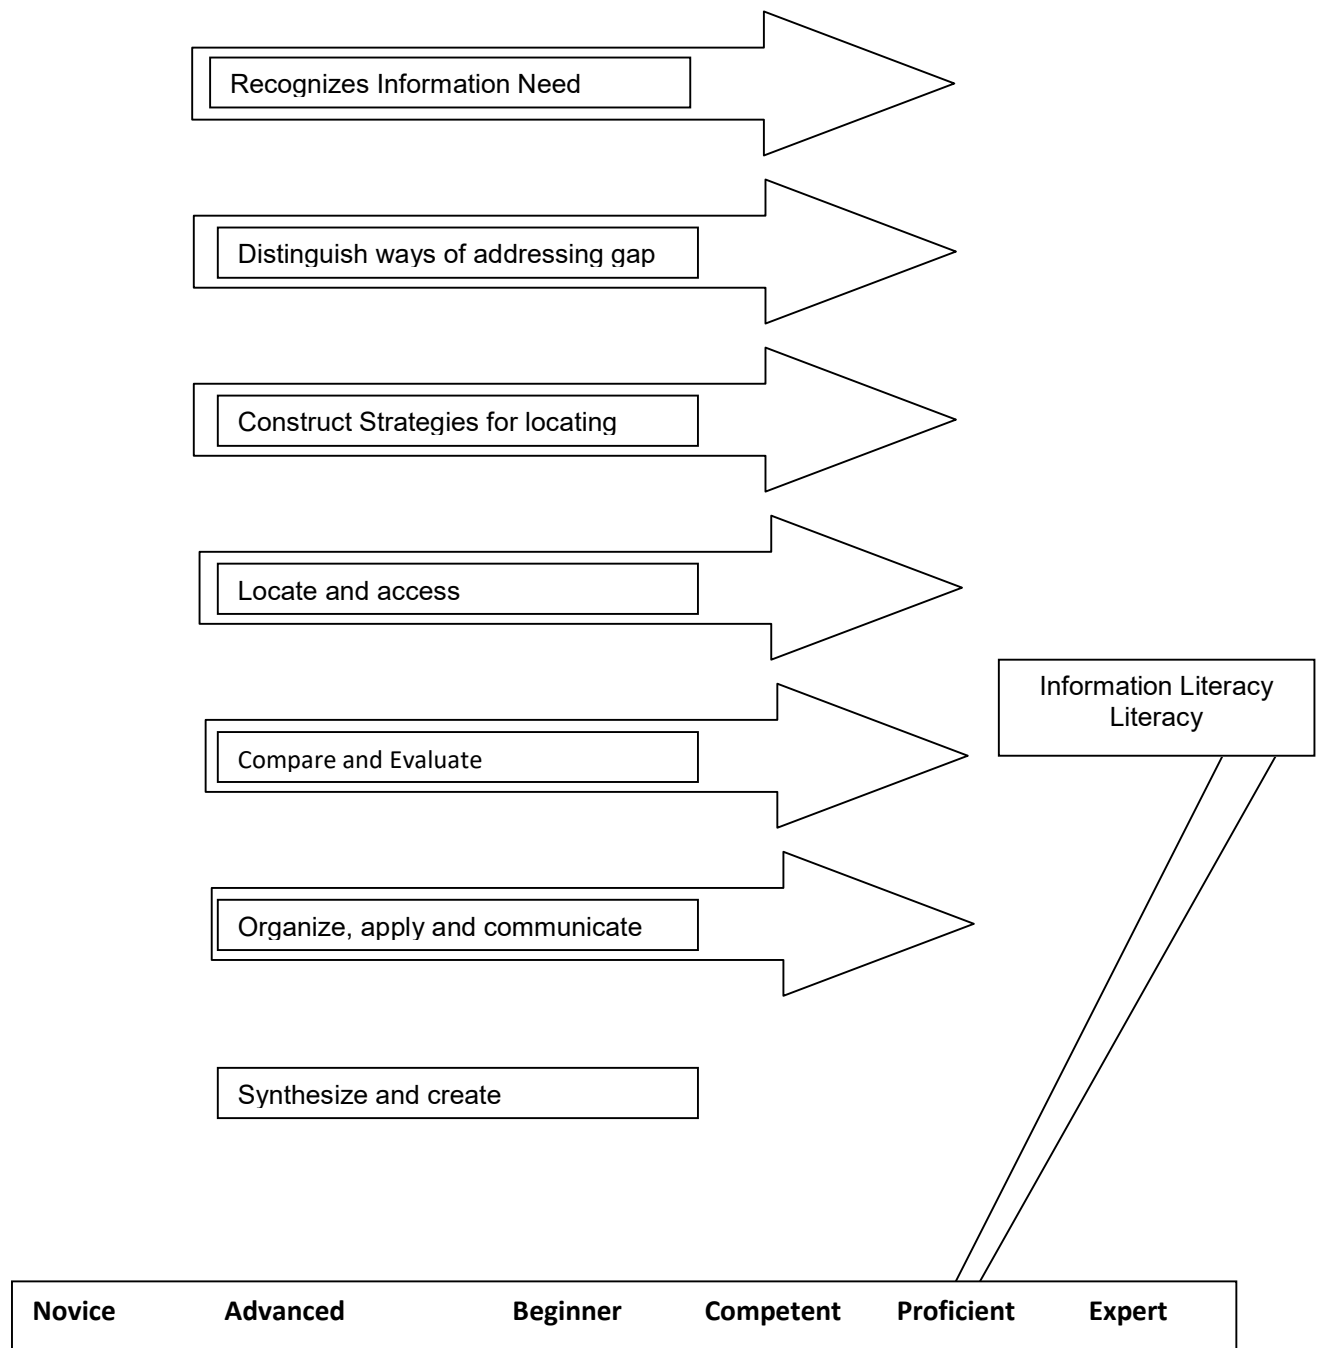 Recognizes Information Need
Distinguish ways of addressing gap
Construct Strategies for locating
Locate and access
Information Literacy
Literacy
Compare and Evaluate
Organize, apply and communicate
Synthesize and create
Novice Advanced Beginner Competent Proficient Expert